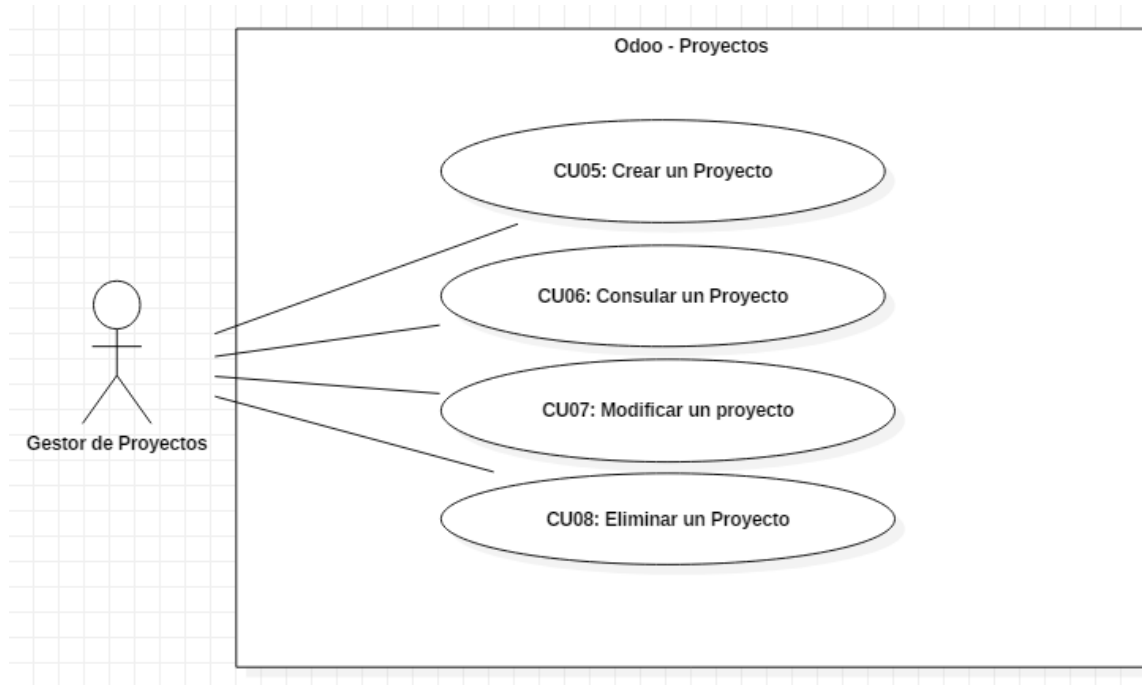 Odoo - Proyectos
CU05: Crear un Proyecto
CU06: Consular un Proyecto
CU07: Modificar un proyecto
Gestor de Proyectos
CU08: Eliminar un Proyecto